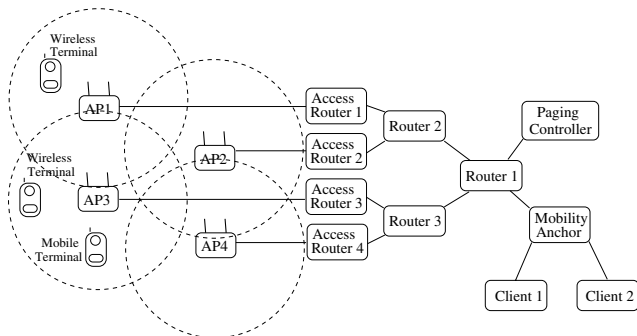 Wireless
Terminal
AP1
Wireless
Terminal
AP3
Mobile
Terminal
AP2
AP4
Access
Router 1
Access
Router 2
Access
Router 3
Access
Router 4
Router 2
Router 3
Router 1
Paging
Controller
Mobility
Anchor
Client 1
Client 2